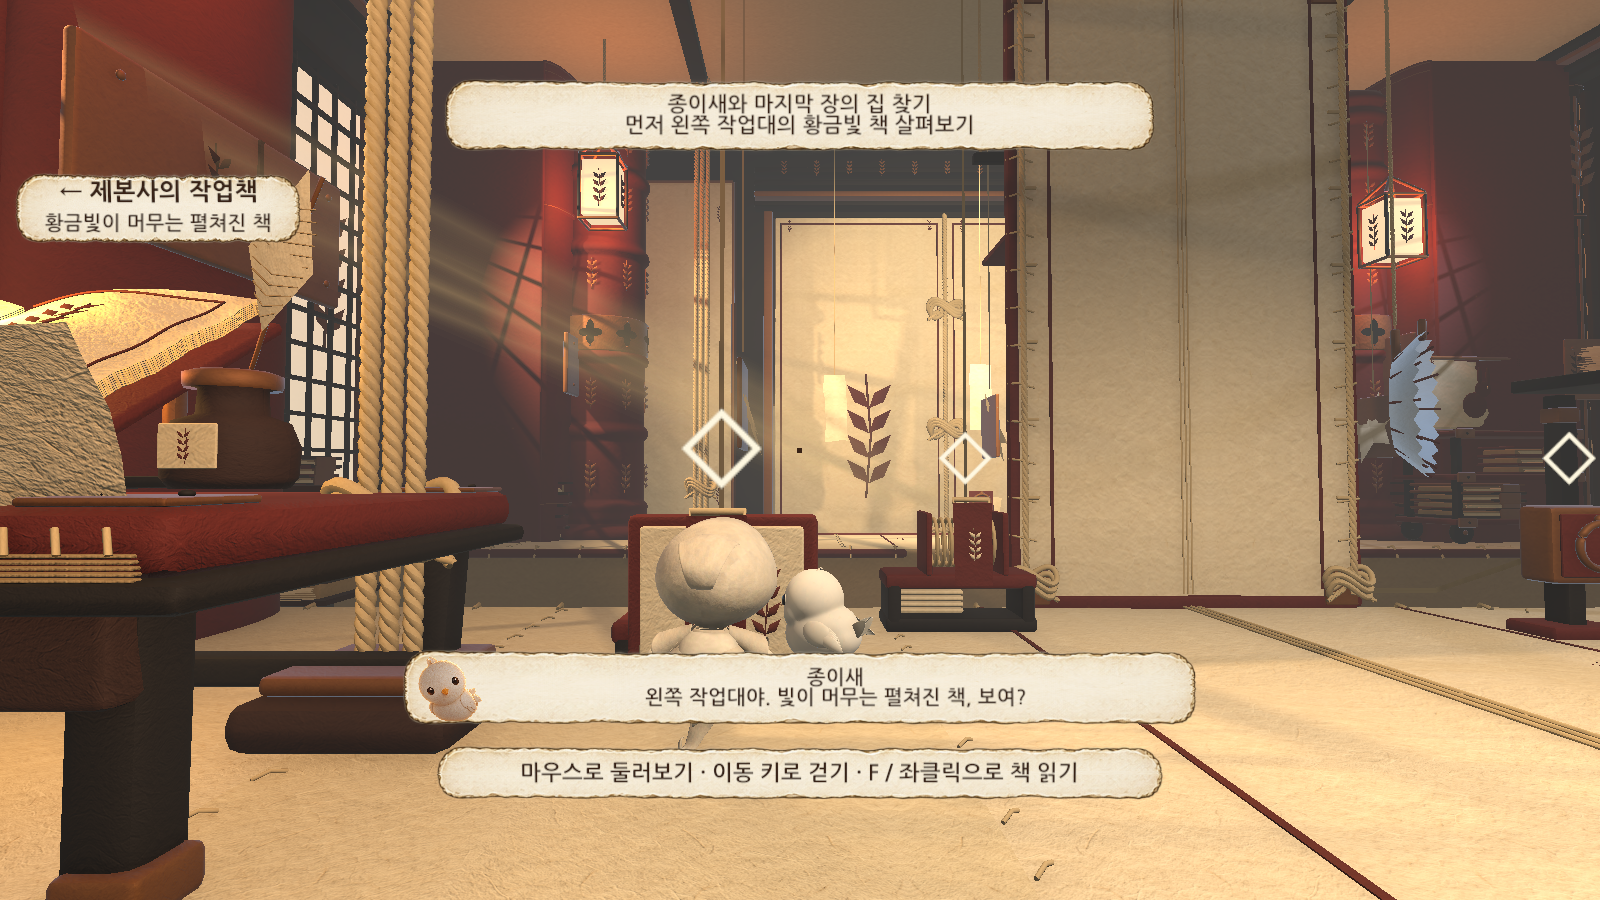 종이새와 마지막 장의 집 찾기
먼저 왼쪽 작업대의 황금빛 책 살펴보기
← 제본사의 작업책
황금빛이 머무는 펼쳐진 책
종이새
왼쪽 작업대야. 빛이 머무는 펼쳐진 책, 보여?
마우스로 둘러보기 · 이동 키로 걷기 · F / 좌클릭으로 책 읽기